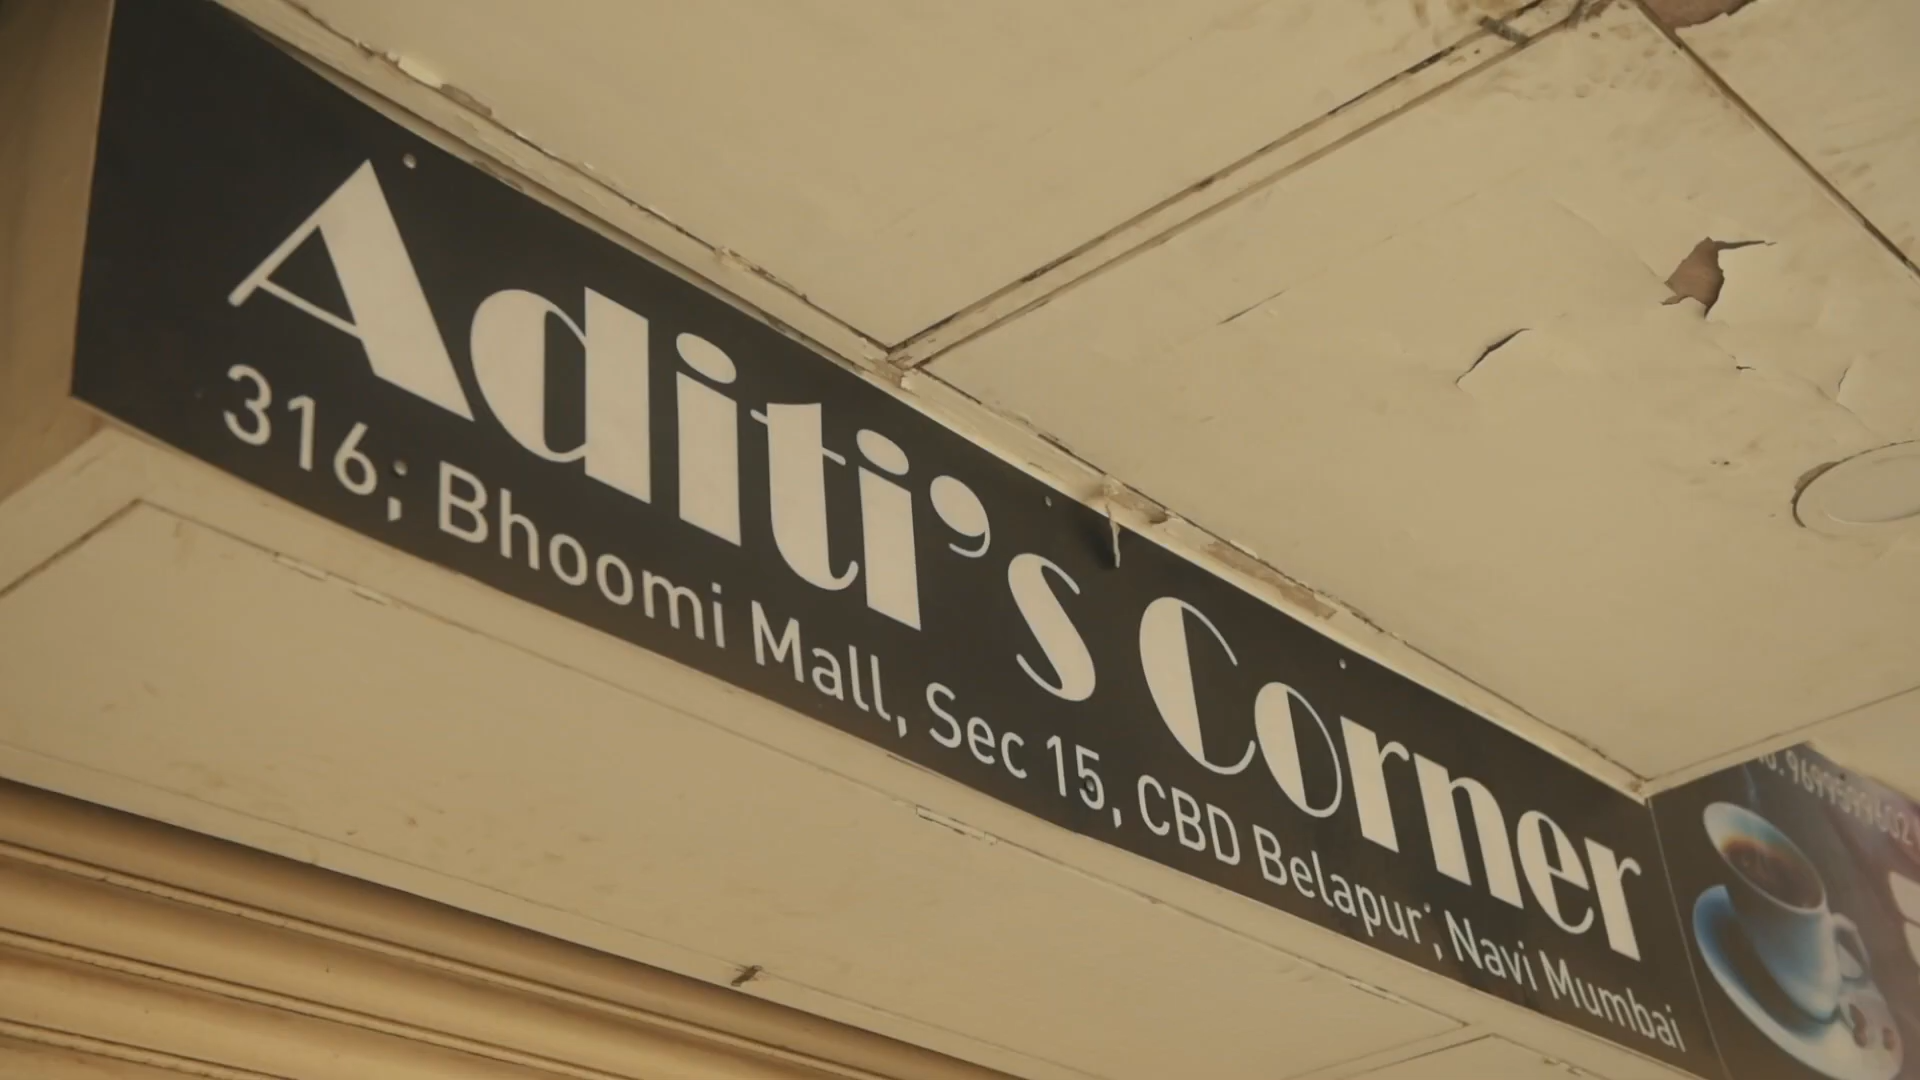 Aditi's Corner
316; Bhoomi Mall, Sec 15, CBD Belapur, Navi Mumbai